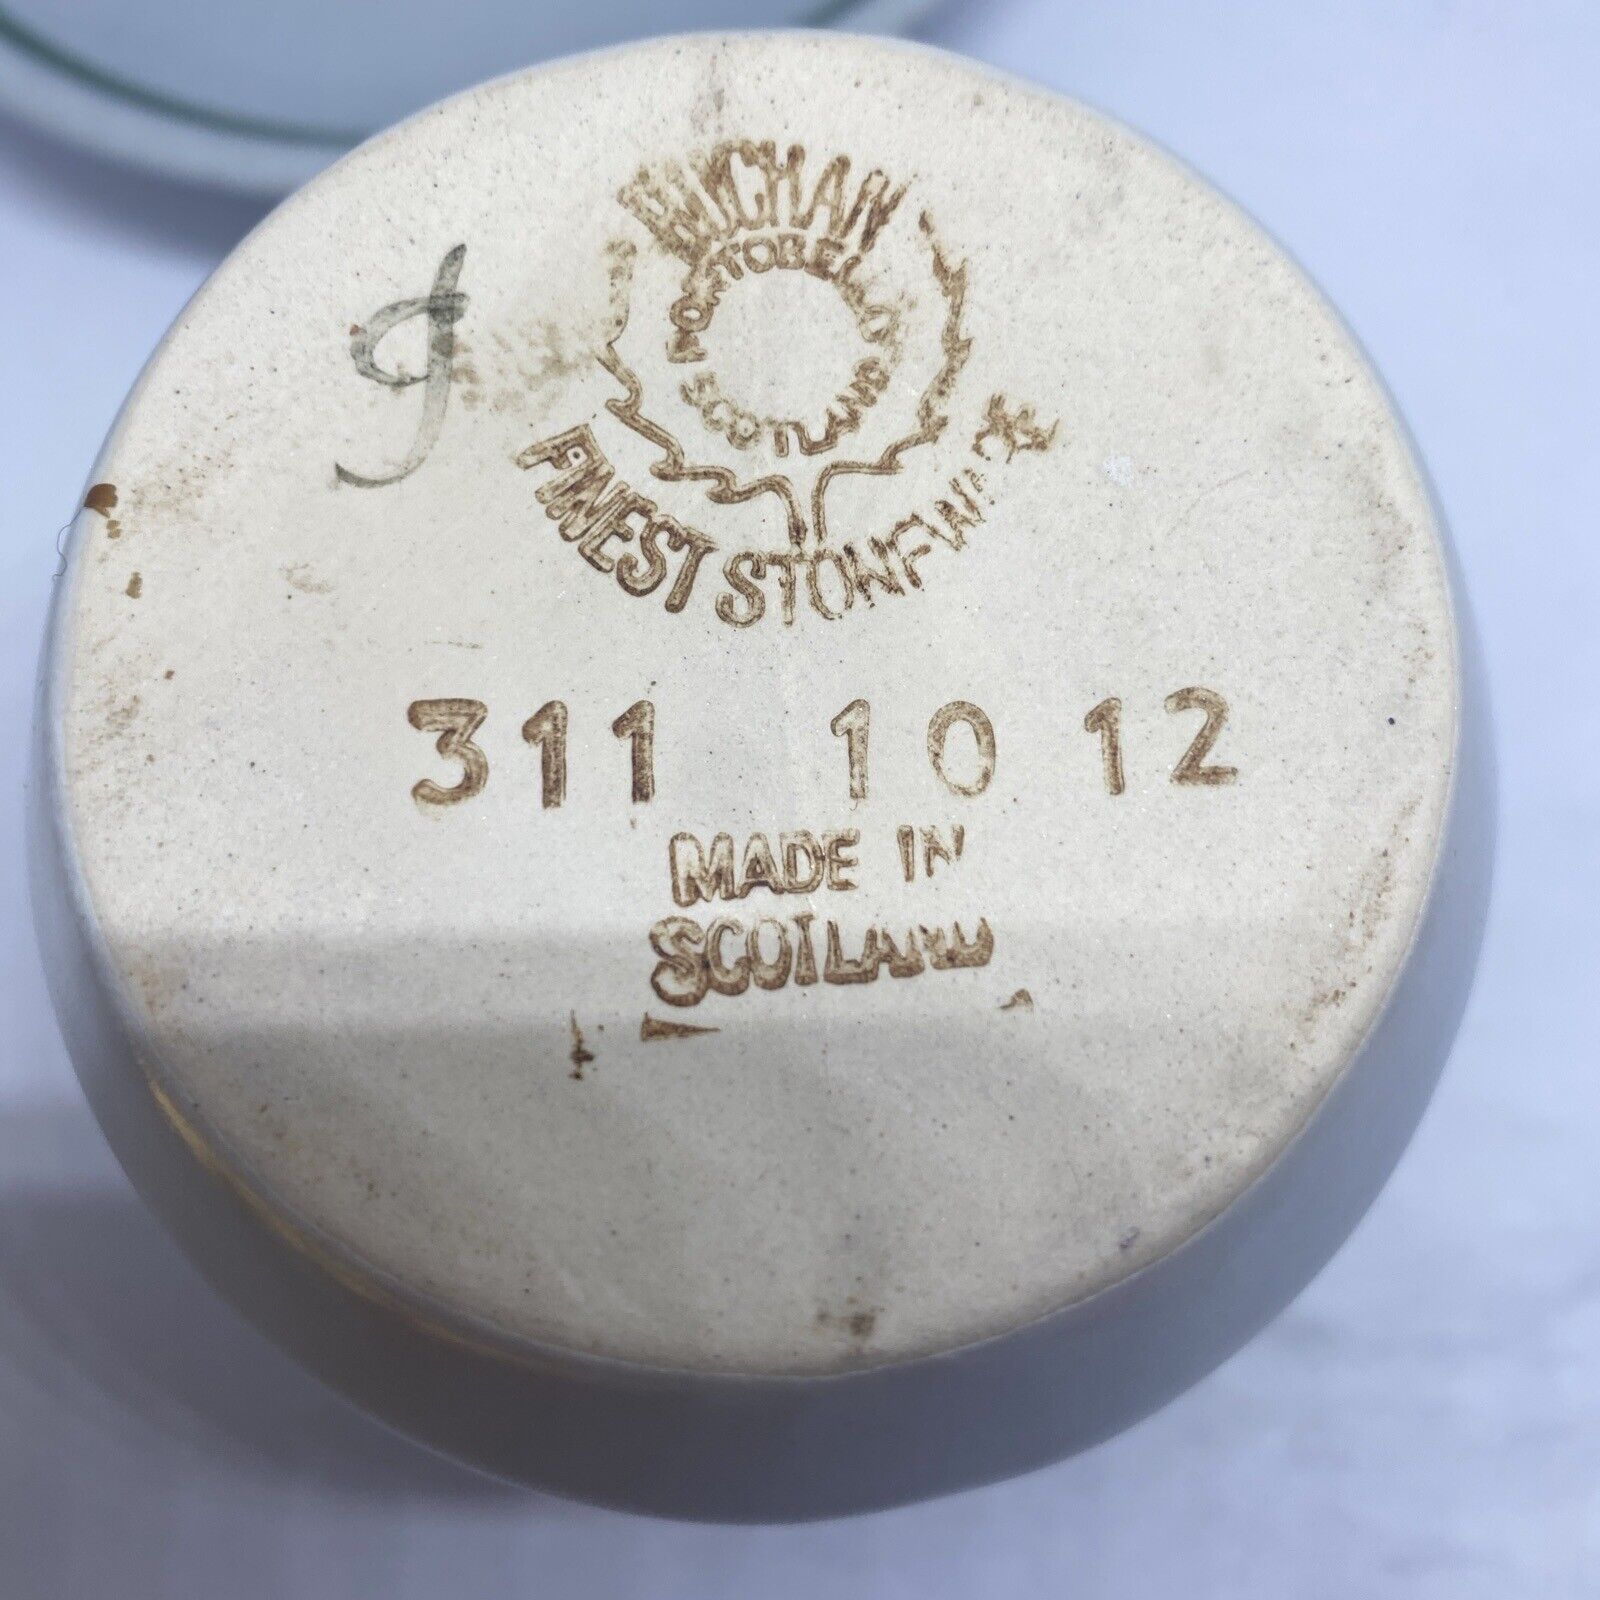 BUCHAN
PORTOBELLO
SCOTLAND
FINEST STONEWARE
311 10 12
MADE IN
SCOTLAND